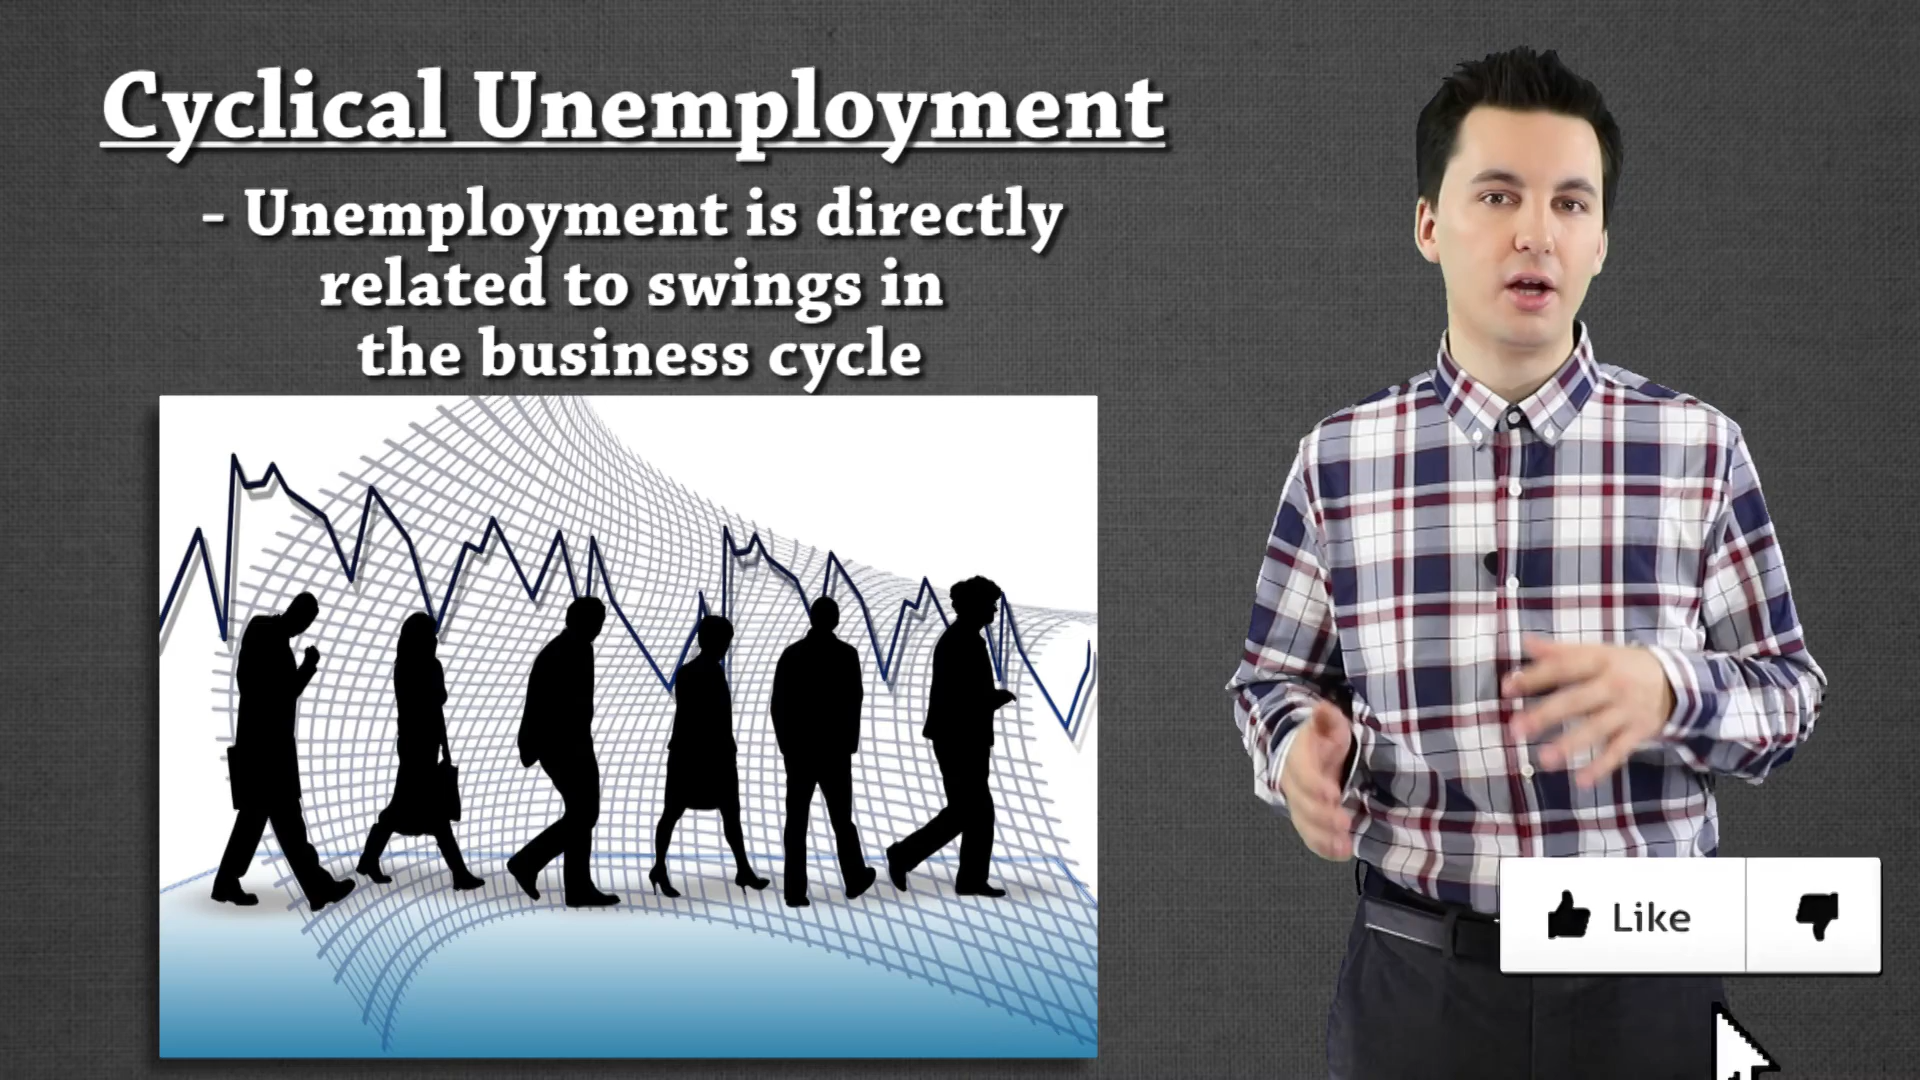 Cyclical Unemployment
- Unemployment is directly
related to swings in
the business cycle
Like